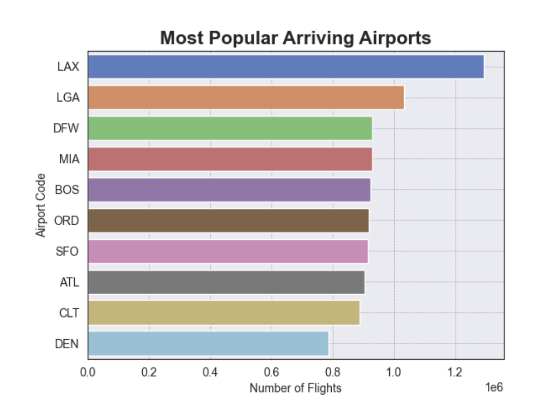 Most Popular Arriving Airports
LAX
LGA
DFW
MIA
BOS
ORD
SFO
ATL
CLT
DEN
Airport Code
0.0 0.2 0.4 0.6 0.8 1.0 1.2
1e6
Number of Flights